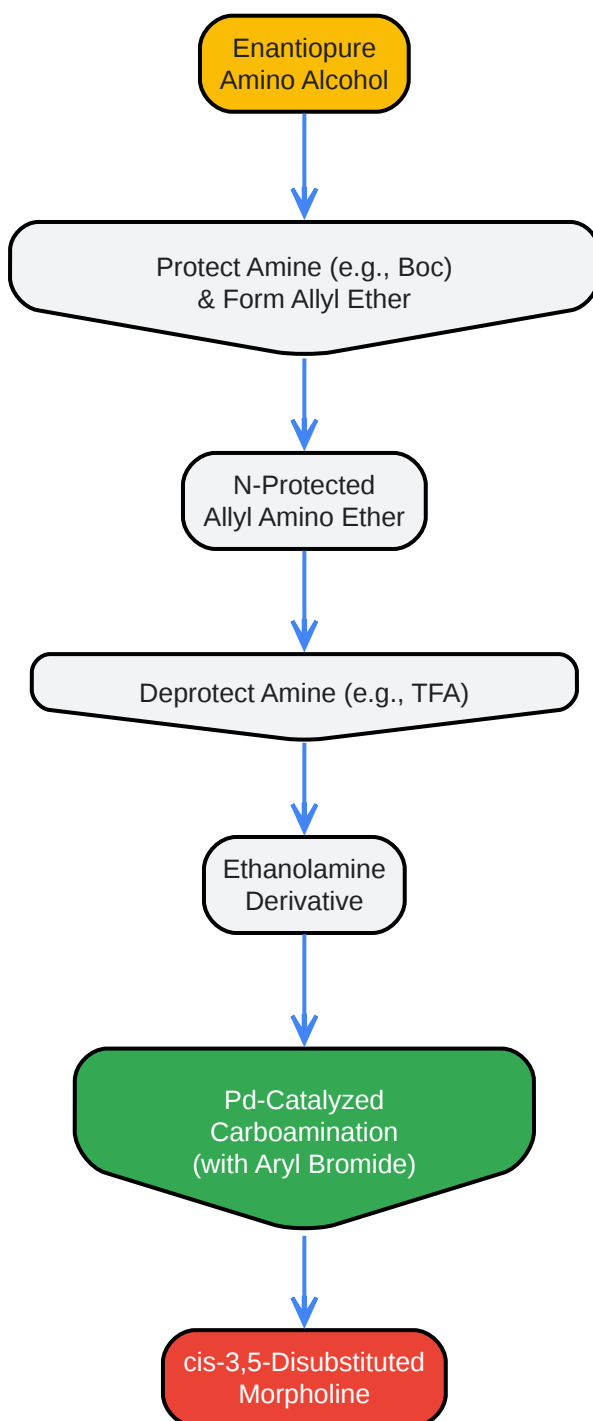 Enantiopure
Amino Alcohol
Protect Amine (e.g., Boc)
& Form Allyl Ether
N-Protected
Allyl Amino Ether
Deprotect Amine (e.g., TFA)
Ethanolamine
Derivative
Pd-Catalyzed
Carboamination
(with Aryl Bromide)
cis-3,5-Disubstituted
Morpholine